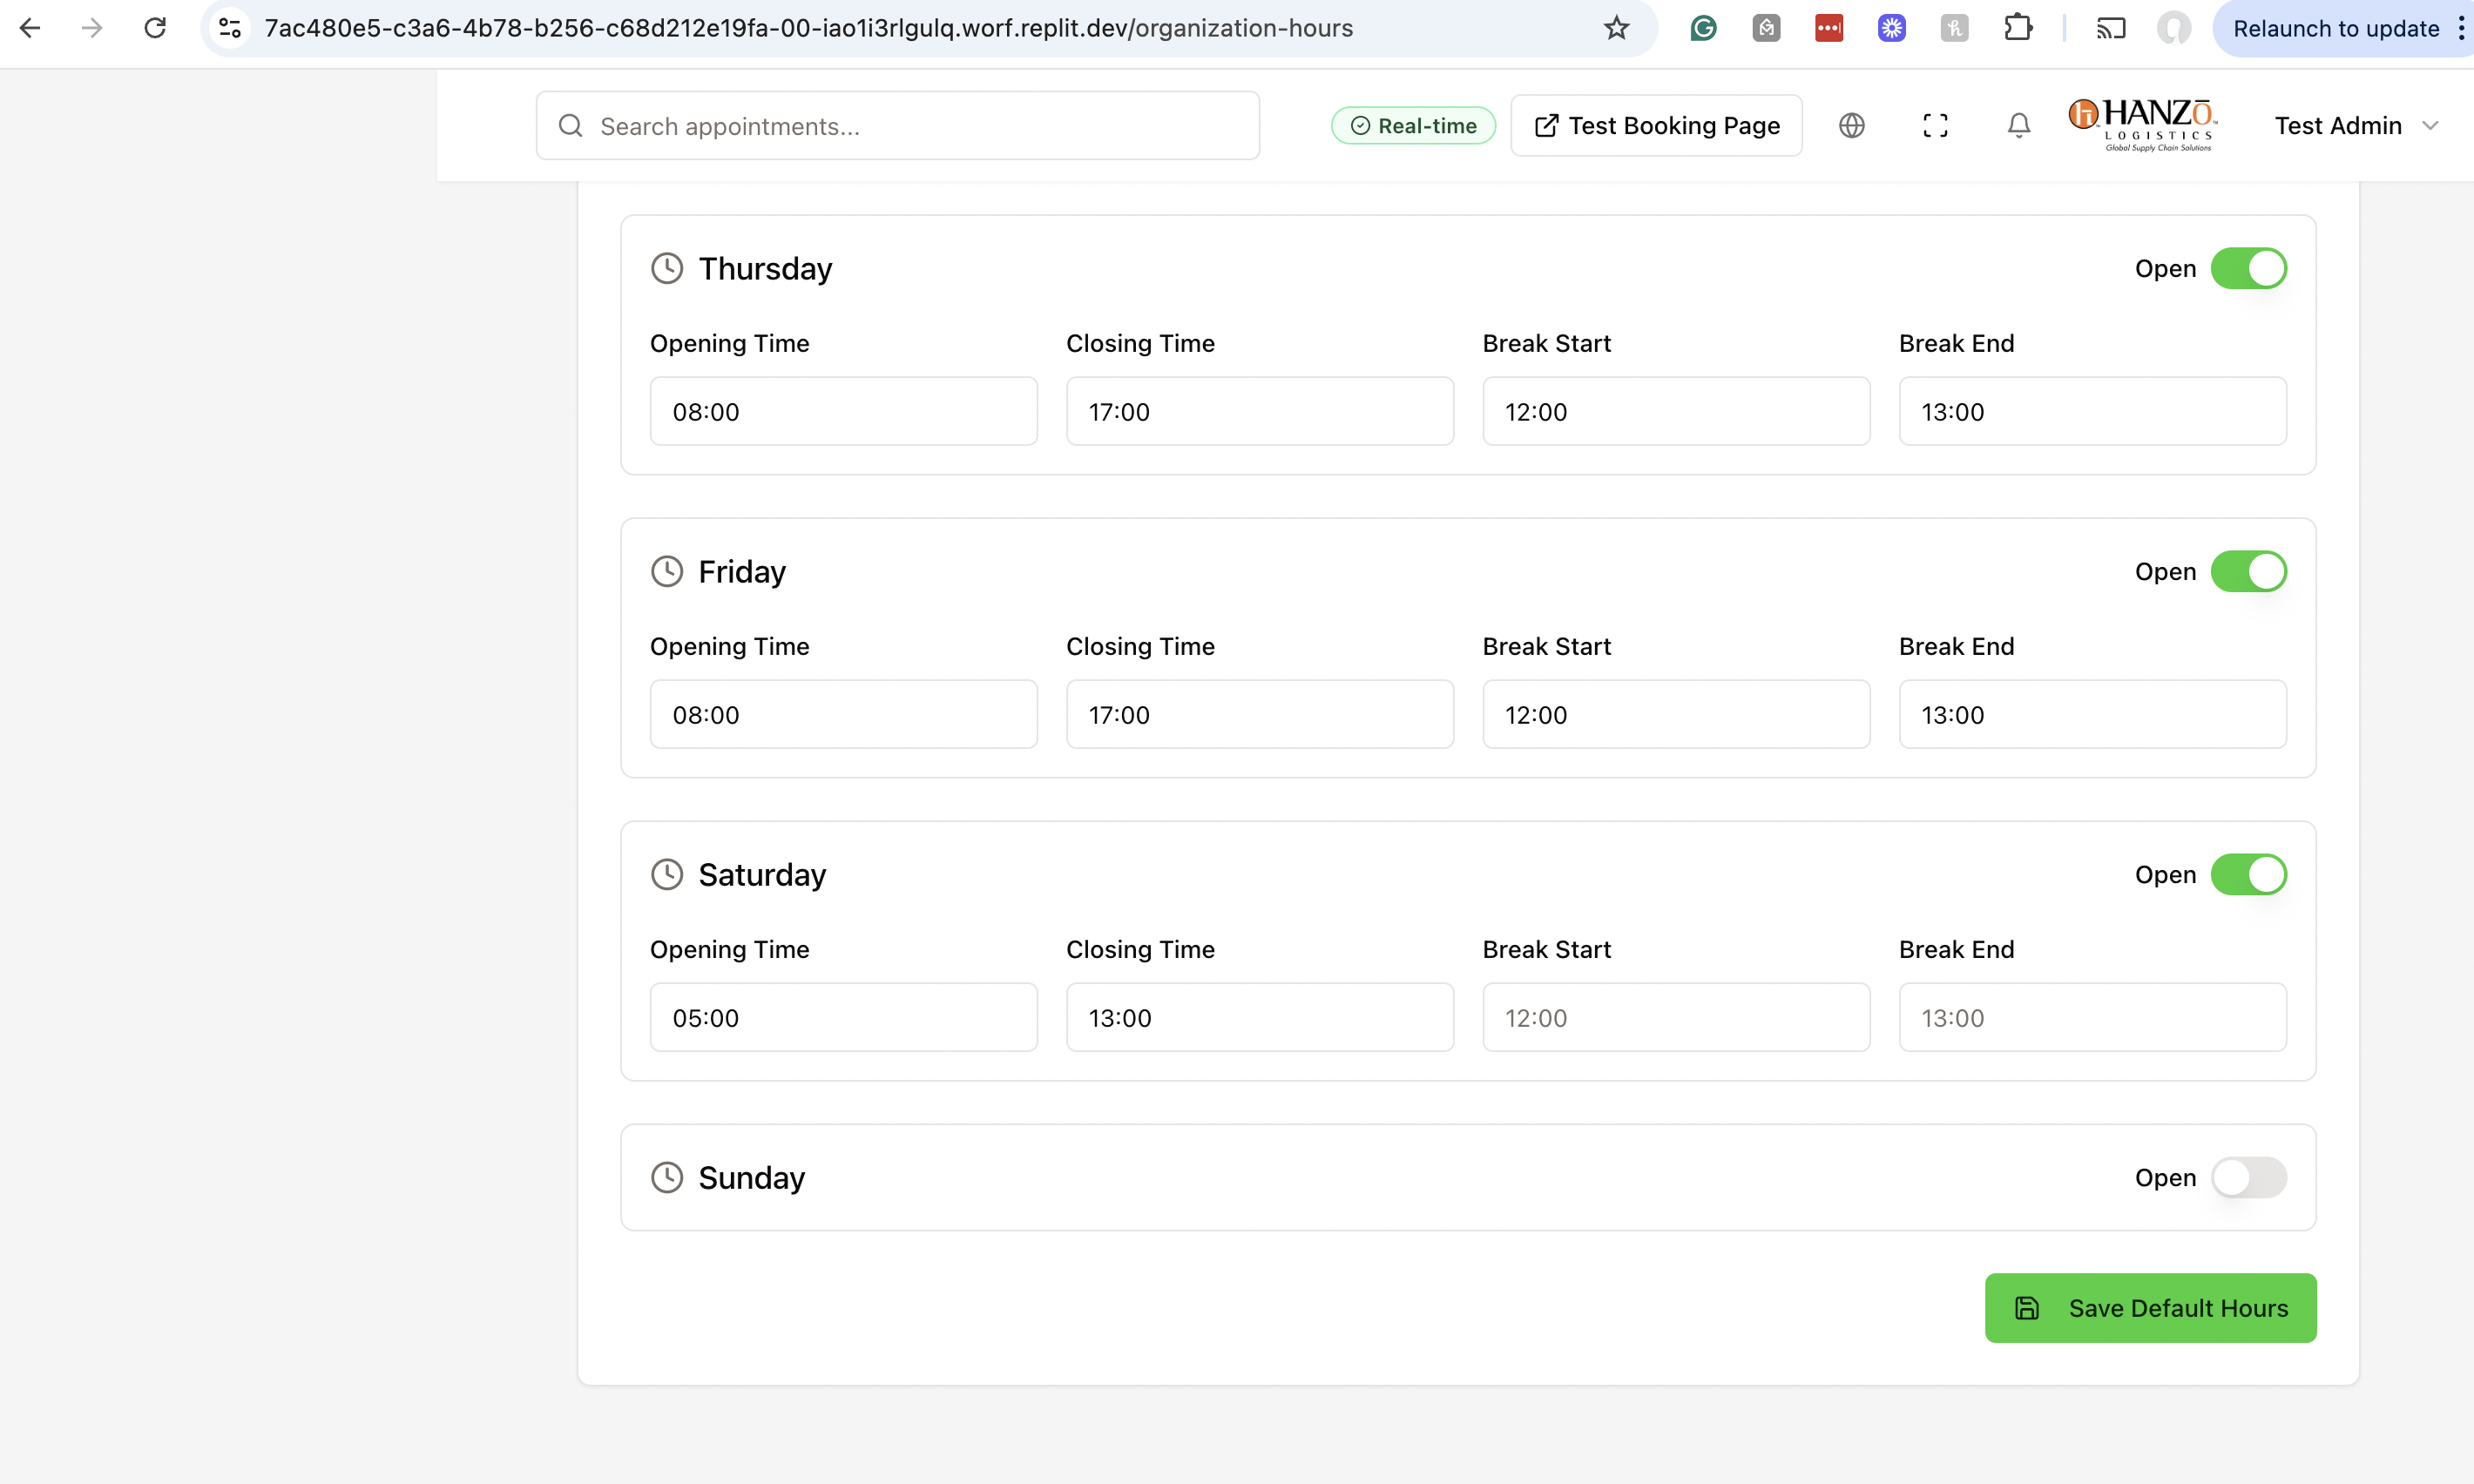 7ac480e5-c3a6-4b78-b256-c68d212e19fa-00-iao1i3rlgulq.worf.replit.dev/organization-hours
Relaunch to update
Search appointments...
Real-time
Test Booking Page
HANZŌ
LOGISTICS
Global Supply Chain Solutions
Test Admin
Thursday
Open
Opening Time Closing Time Break Start Break End
08:00 17:00 12:00 13:00
Friday
Open
Opening Time Closing Time Break Start Break End
08:00 17:00 12:00 13:00
Saturday
Open
Opening Time Closing Time Break Start Break End
05:00 13:00 12:00 13:00
Sunday
Open
Save Default Hours